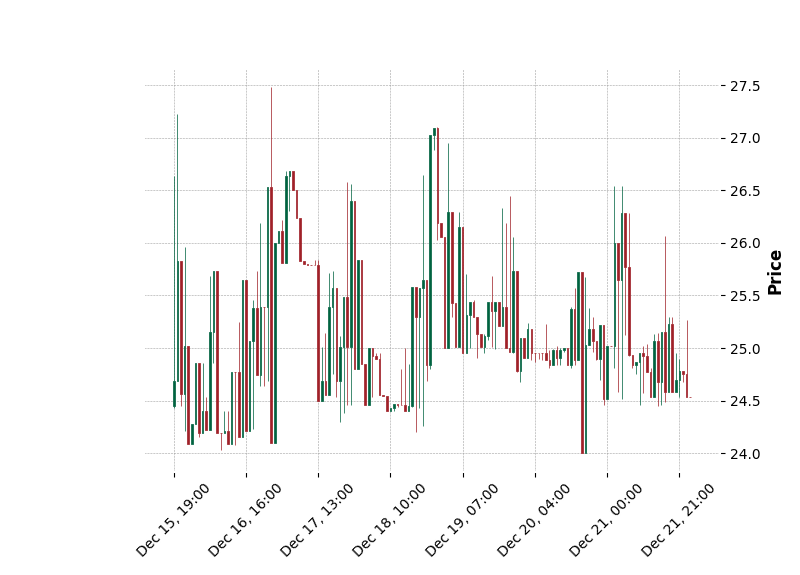 27.5
27.0
26.5
26.0
25.5
25.0
24.5
24.0
Price
Dec 15, 19:00
Dec 16, 16:00
Dec 17, 13:00
Dec 18, 10:00
Dec 19, 07:00
Dec 20, 04:00
Dec 21, 00:00
Dec 21, 21:00